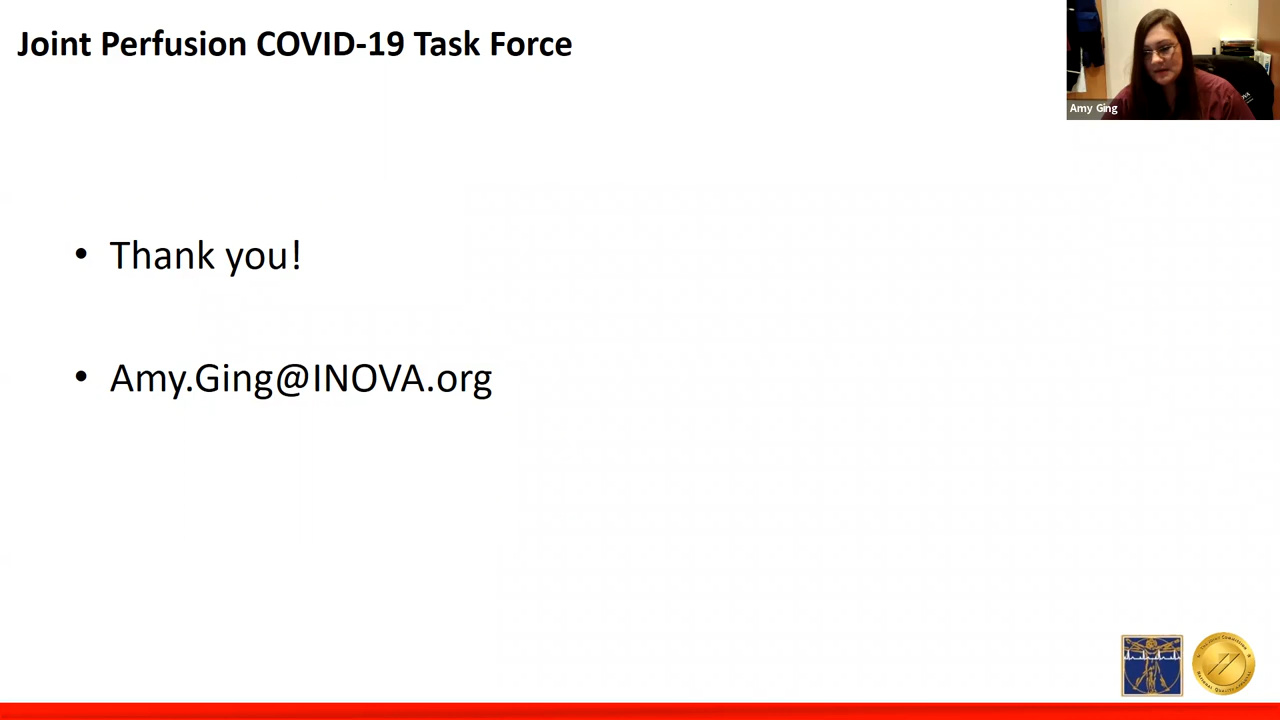 Joint Perfusion COVID-19 Task Force
Amy Ging
• Thank you!
• Amy.Ging@INOVA.org